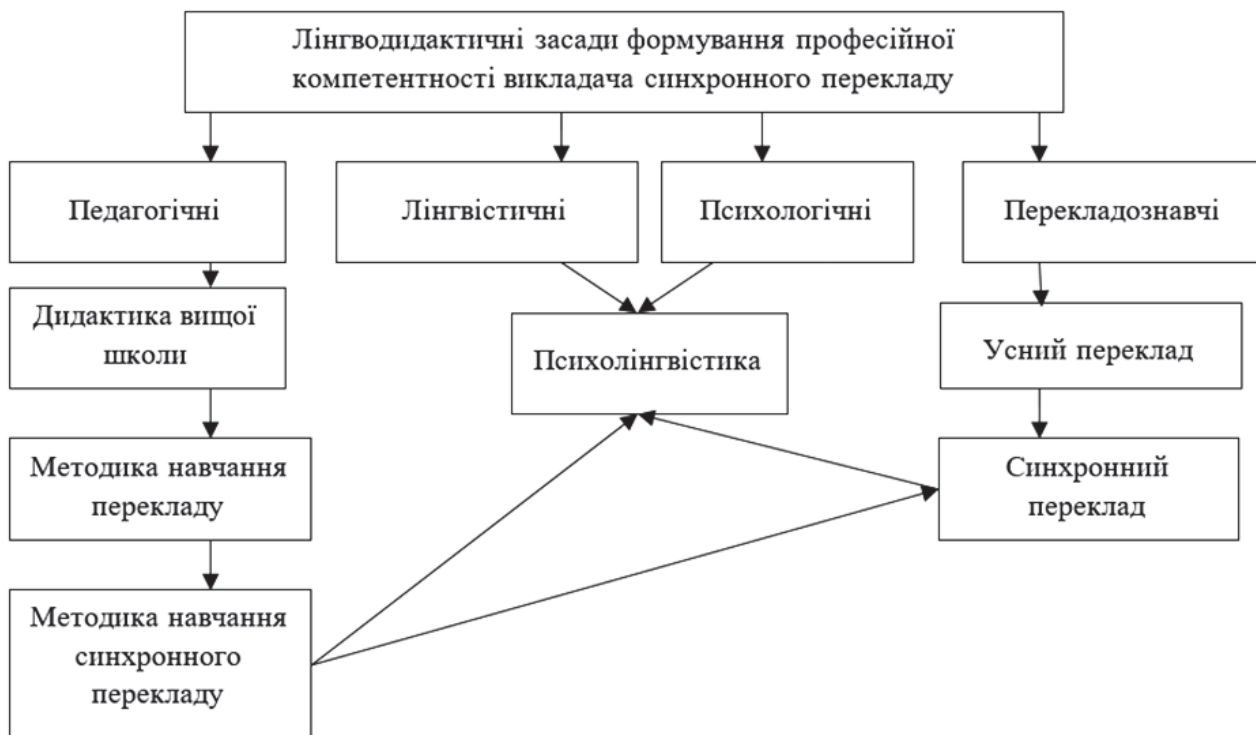 Лінгводидактичні засади формування професійної
компетентності викладача синхронного перекладу
Педагогічні
Лінгвістичні
Психологічні
Перекладознавчі
Дидактика вищої
школи
Психолінгвістика
Усний переклад
Методика навчання
перекладу
Синхронний
переклад
Методика навчання
синхронного
перекладу